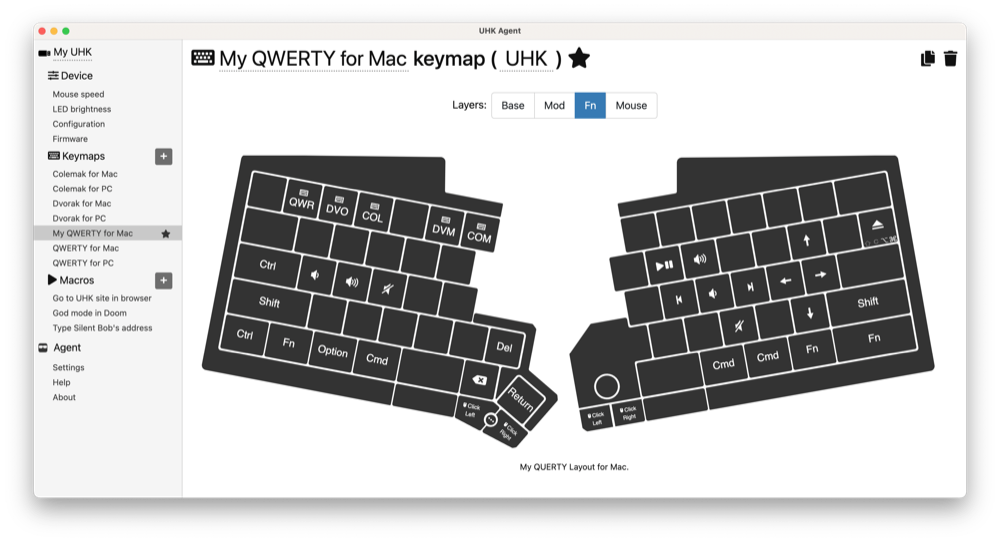 UHK Agent
My UHK
Device
Mouse speed
LED brightness
Configuration
Firmware
Keymaps
Colemak for Mac
Colemak for PC
Dvorak for Mac
Dvorak for PC
My QWERTY for Mac
QWERTY for Mac
QWERTY for PC
Macros
Go to UHK site in browser
God mode in Doom
Type Silent Bob's address
Agent
Settings
Help
About
My QWERTY for Mac keymap ( UHK )
Layers: Base Mod Fn Mouse
QWR DVO COL DVM COM
Ctrl
Shift
Ctrl Fn Option Cmd Del
Return
Click Left
Click Right
Shift
Cmd Cmd Fn Fn
Click Left
Click Right
My QUERTY Layout for Mac.